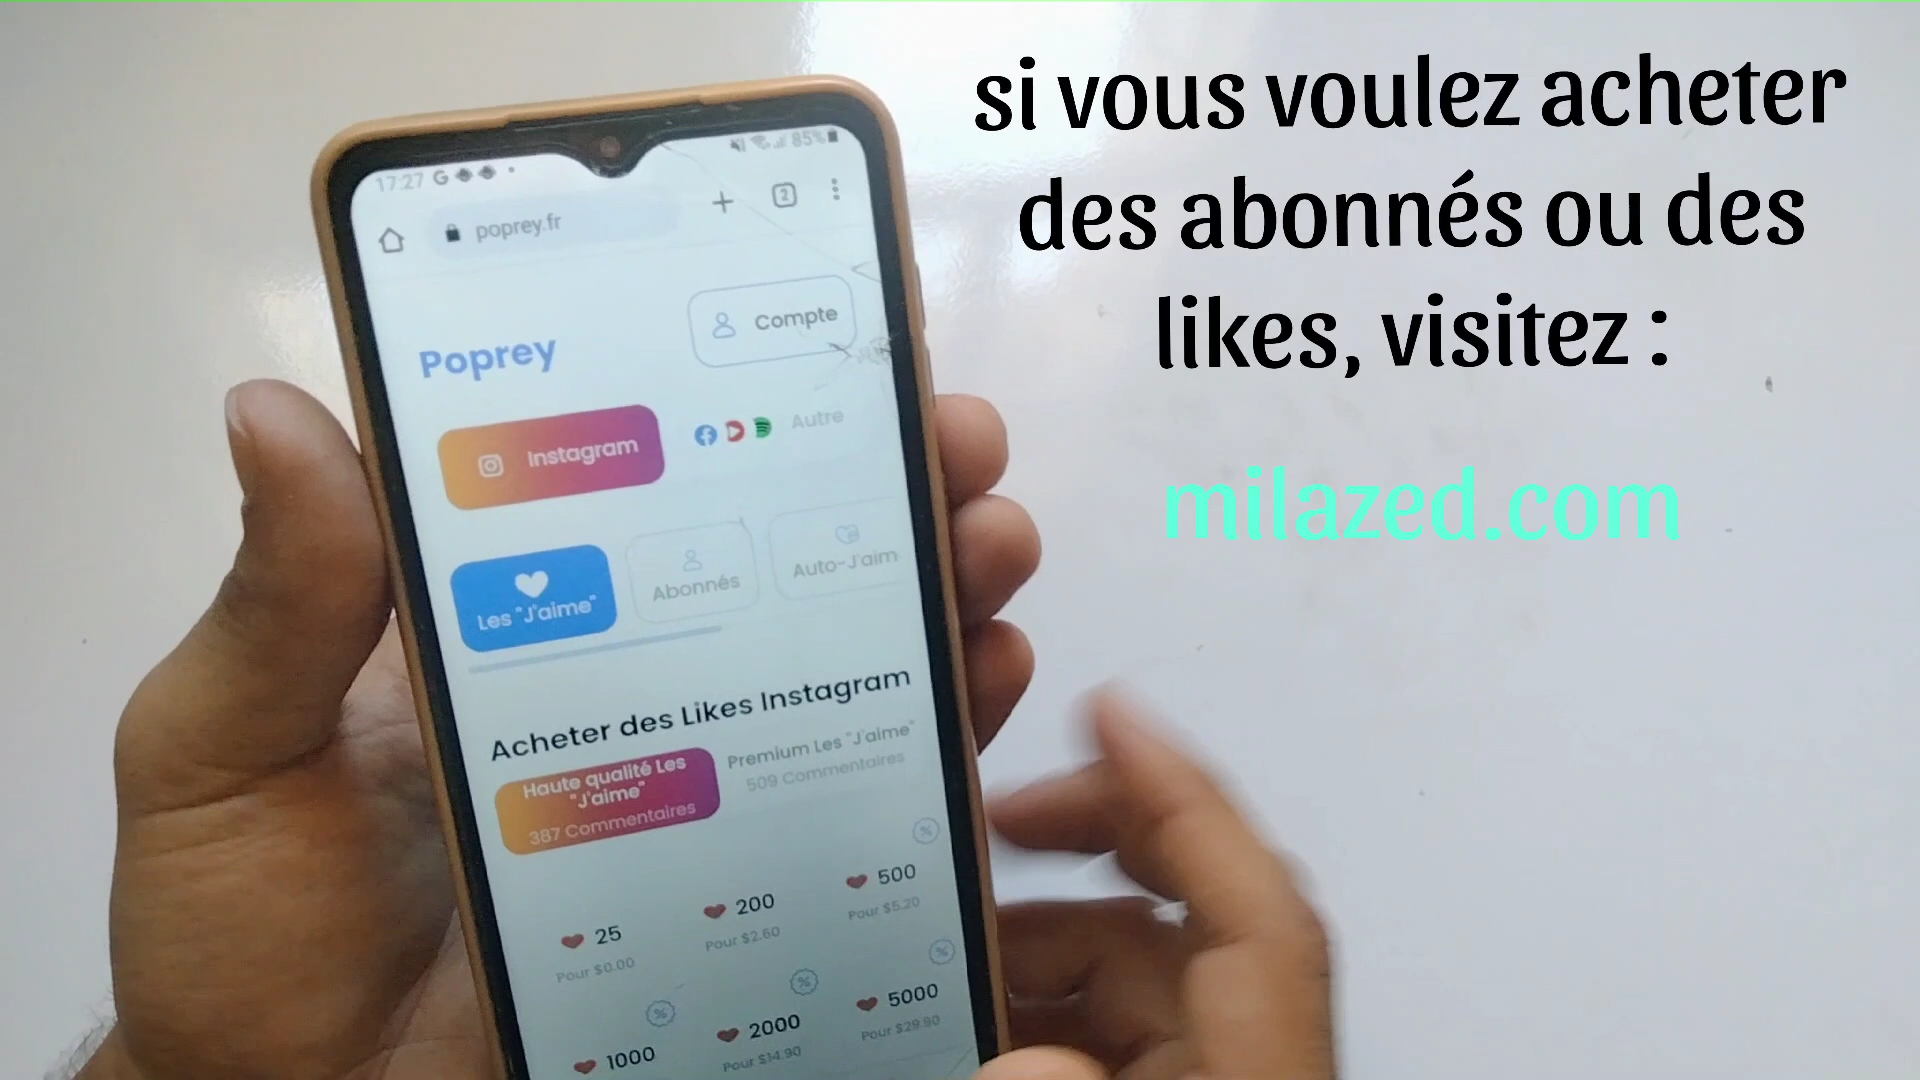 si vous voulez acheter
des abonnés ou des
likes, visitez :
milazed.com
17:27
85%
poprey.fr
2
Poprey
Compte
Instagram
Autre
Les "J'aime"
Abonnés
Auto-J'aim
Acheter des Likes Instagram
Haute qualité Les
"J'aime"
387 Commentaires
Premium Les "J'aime"
509 Commentaires
25
Pour $0.00
200
Pour $2.60
500
Pour $5.20
1000
2000
Pour $14.90
5000
Pour $29.90